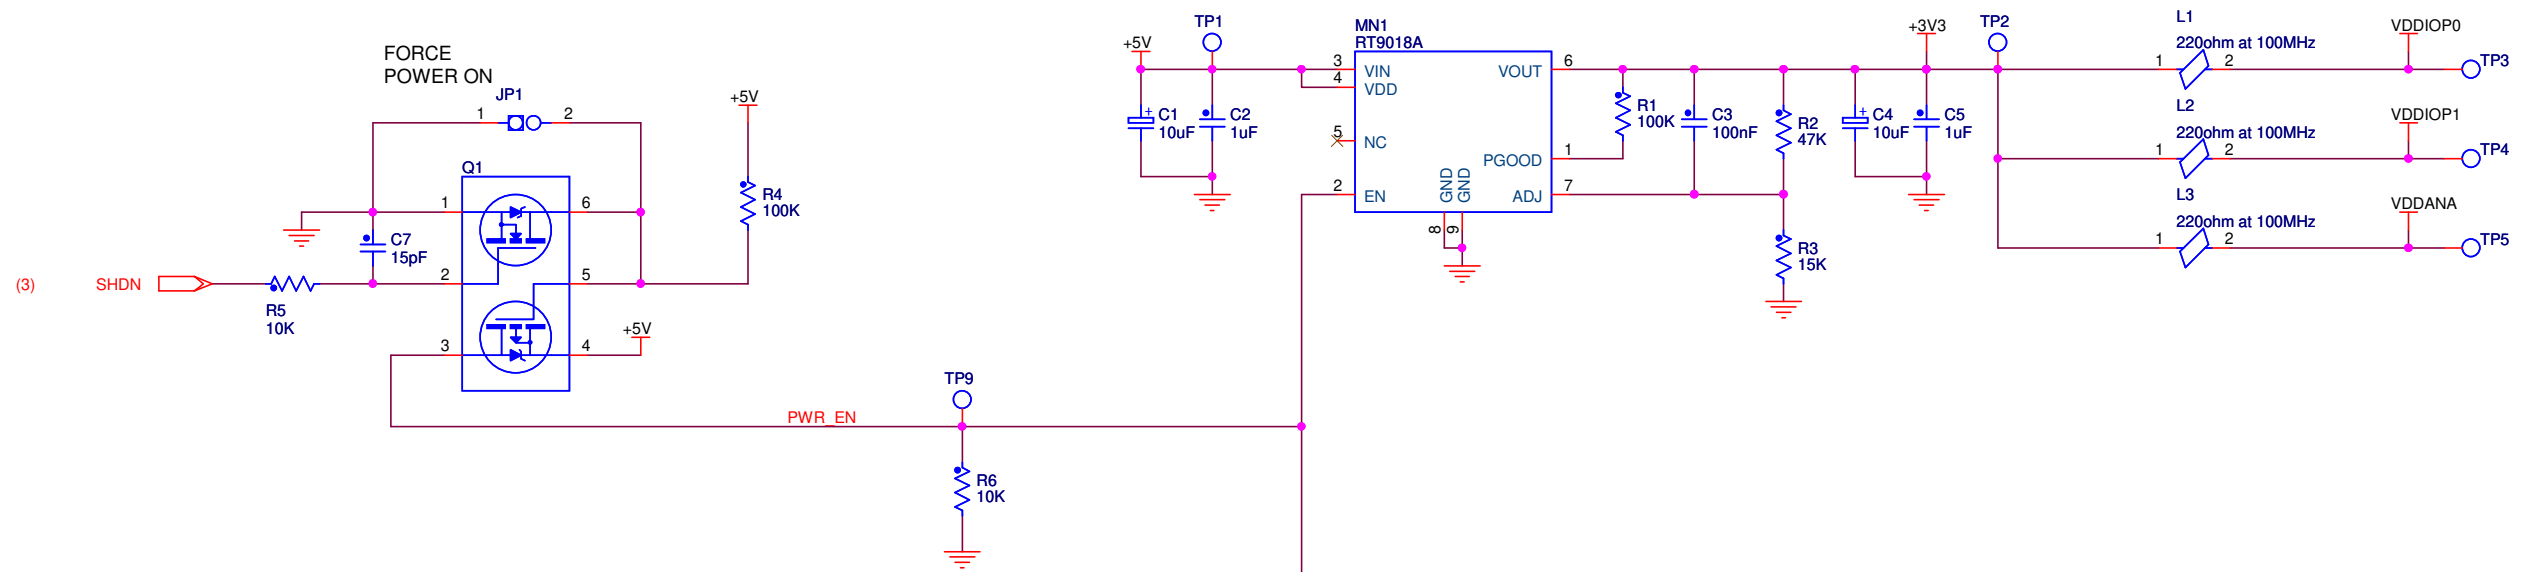 FORCE
POWER ON
JP1
1
2
+5V
Q1
1
6
R4
100K
C7
15pF
2
5
(3)
SHDN
R5
10K
+5V
3
4
PWR_EN
TP9
R6
10K
+5V
TP1
C1
10uF
C2
1uF
MN1
RT9018A
3
VIN
4
VDD
5
NC
2
EN
GND
GND
8
9
VOUT
6
PGOOD
1
ADJ
7
R1
100K
C3
100nF
R2
47K
R3
15K
C4
10uF
C5
1uF
+3V3
TP2
L1
220ohm at 100MHz
1
2
VDDIOP0
TP3
L2
220ohm at 100MHz
1
2
VDDIOP1
TP4
L3
220ohm at 100MHz
1
2
VDDANA
TP5